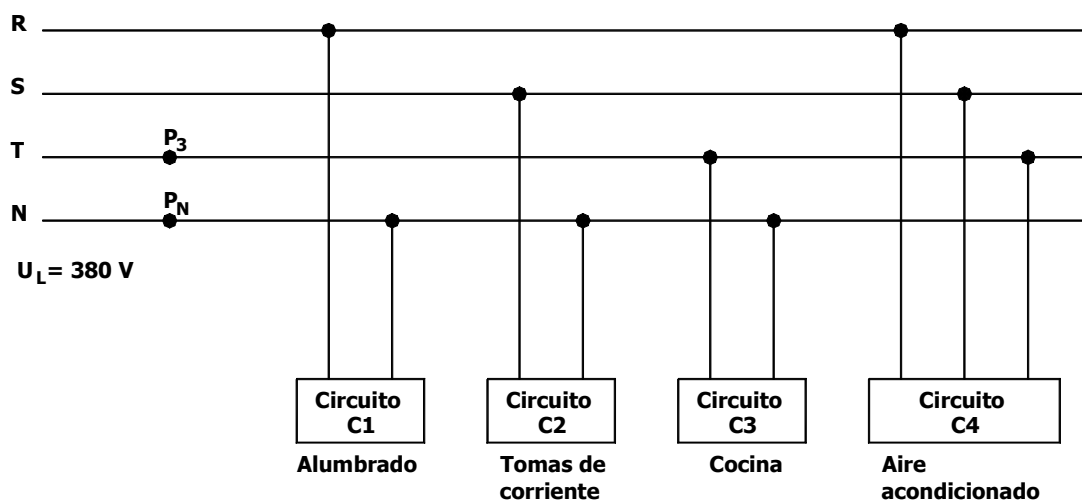 R
S
P3
T
PN
N
UL= 380 V
Circuito
C1
Circuito
C2
Circuito
C3
Circuito
C4
Alumbrado
Tomas de
corriente
Cocina
Aire
acondicionado